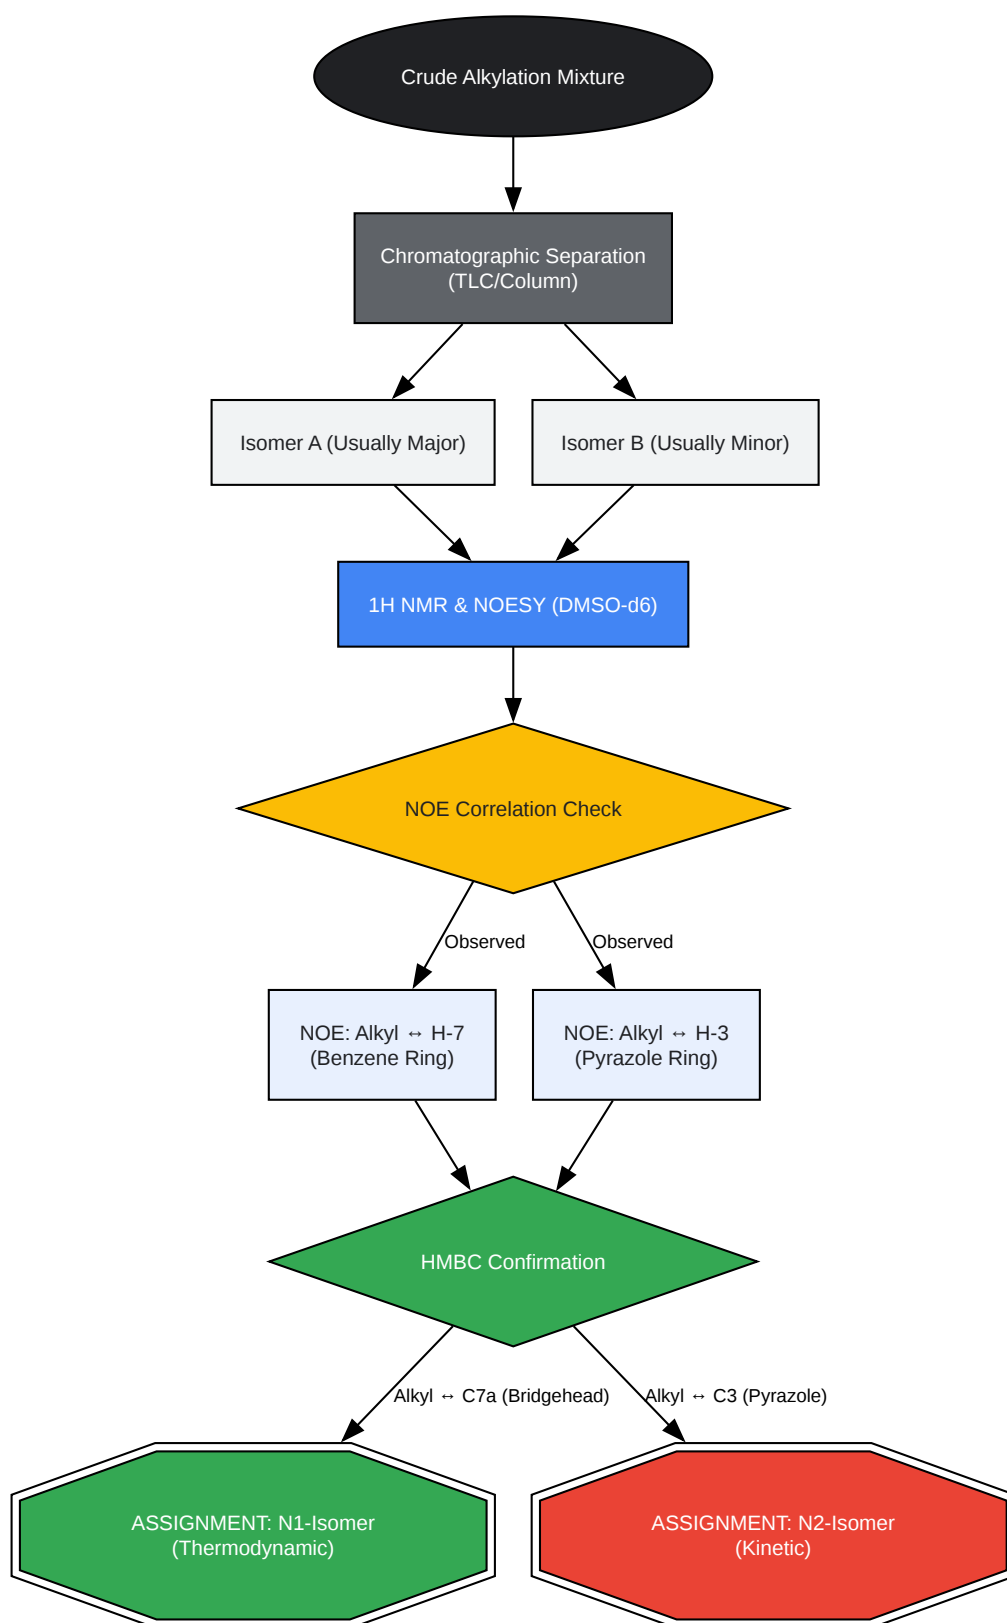 Crude Alkylation Mixture
Chromatographic Separation
(TLC/Column)
Isomer A (Usually Major)
Isomer B (Usually Minor)
1H NMR & NOESY (DMSO-d6)
NOE Correlation Check
Observed
Observed
NOE: Alkyl ↔ H-7
(Benzene Ring)
NOE: Alkyl ↔ H-3
(Pyrazole Ring)
HMBC Confirmation
Alkyl ↔ C7a (Bridgehead)
Alkyl ↔ C3 (Pyrazole)
ASSIGNMENT: N1-Isomer
(Thermodynamic)
ASSIGNMENT: N2-Isomer
(Kinetic)